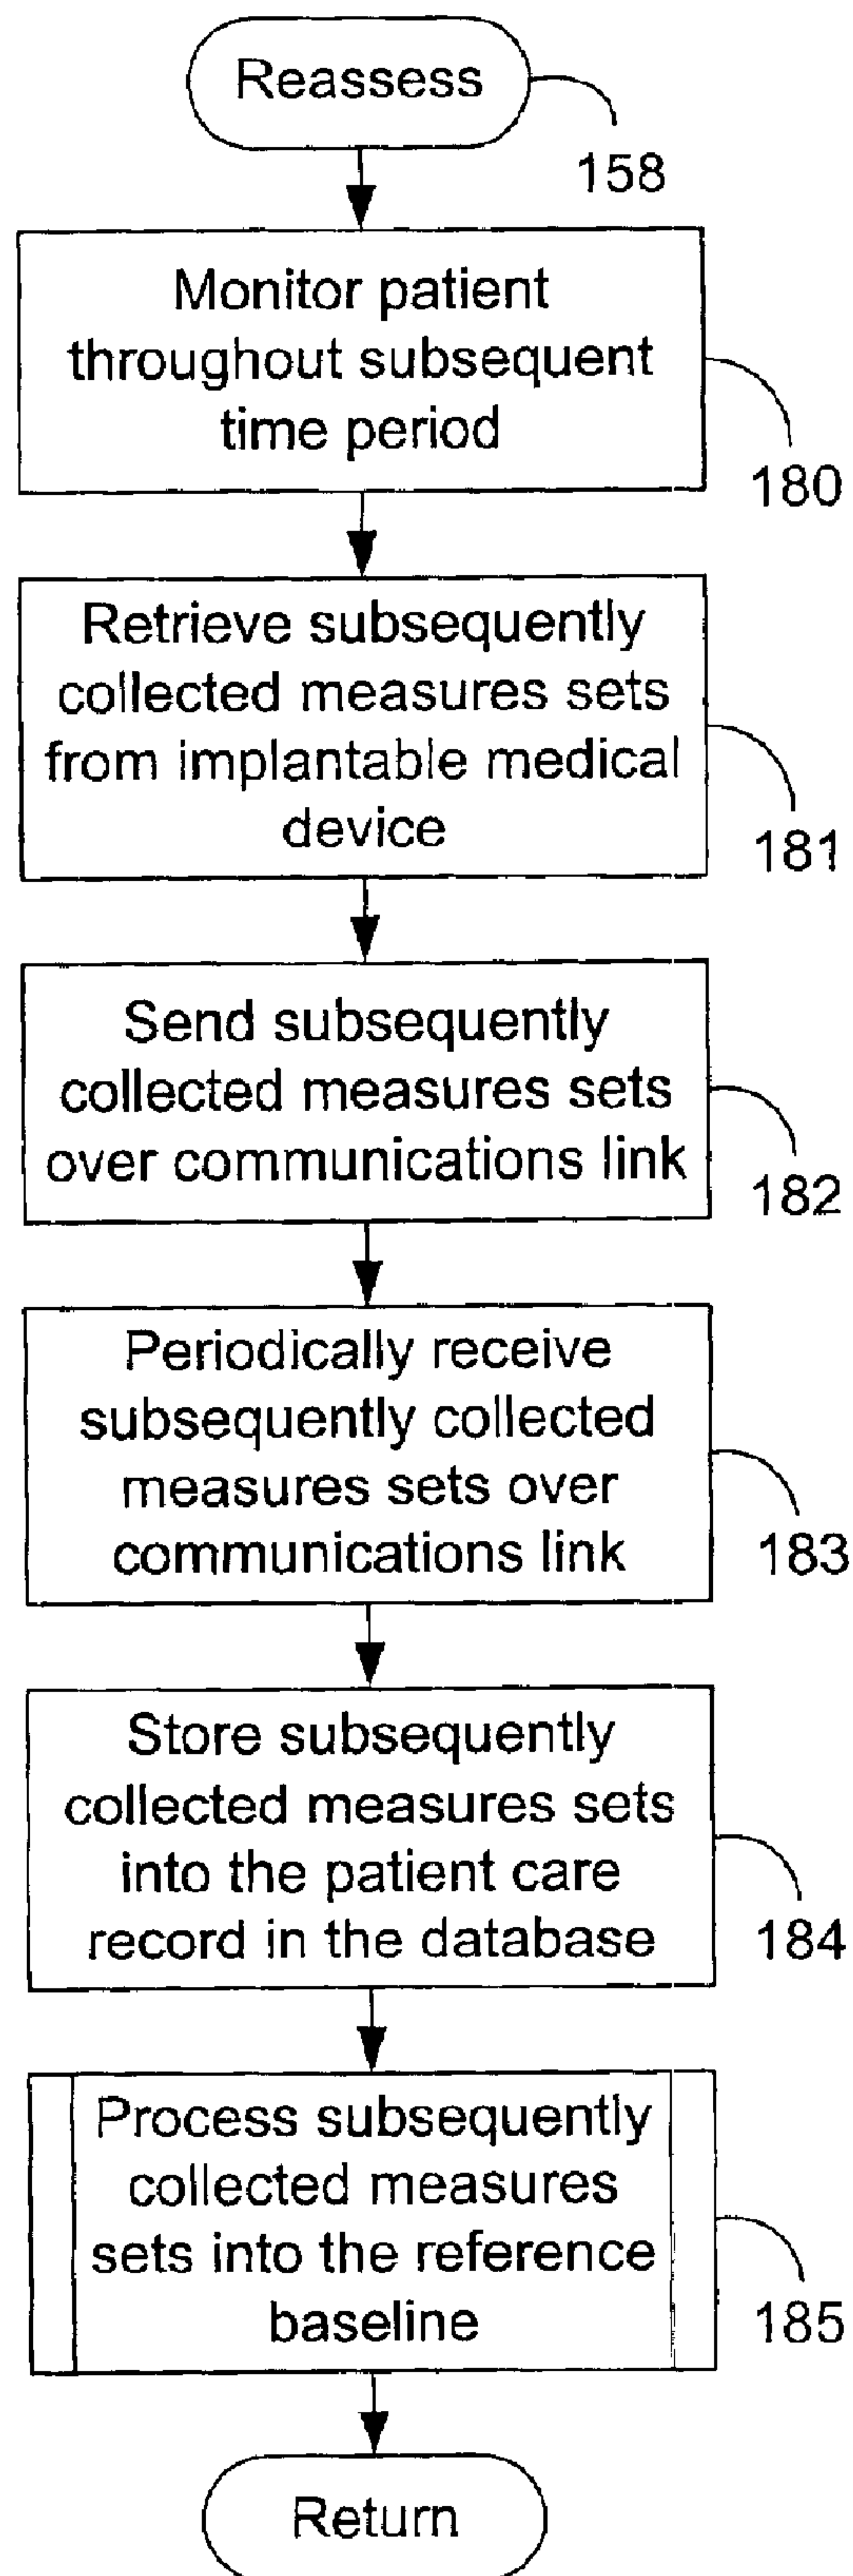 Reassess
158
Monitor patient
throughout subsequent
time period
180
Retrieve subsequently
collected measures sets
from implantable medical
device
181
Send subsequently
collected measures sets
over communications link
182
Periodically receive
subsequently collected
measures sets over
communications link
183
Store subsequently
collected measures sets
into the patient care
record in the database
184
Process subsequently
collected measures
sets into the reference
baseline
185
Return